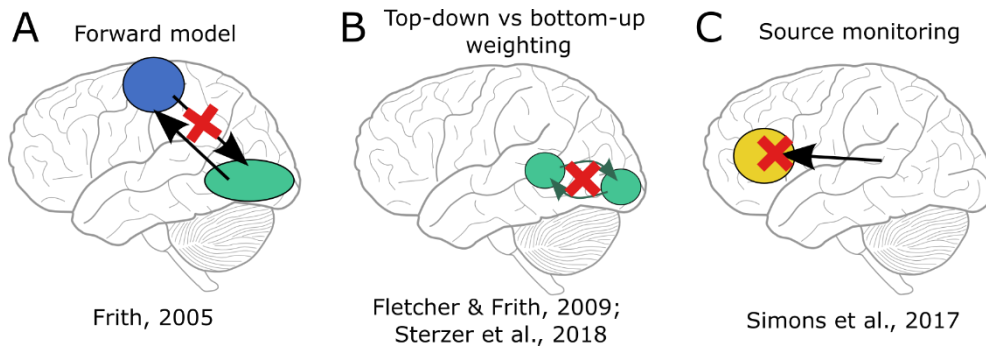 A
Forward model
Frith, 2005
B
Top-down vs bottom-up
weighting
Fletcher & Frith, 2009;
Sterzer et al., 2018
C
Source monitoring
Simons et al., 2017